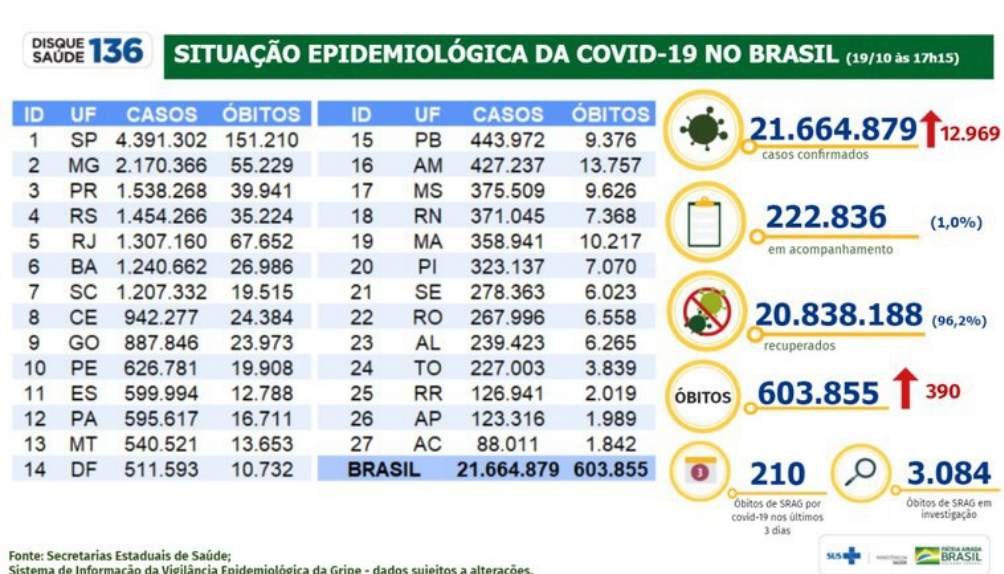 DISQUE
SAÚDE 136
SITUAÇÃO EPIDEMIOLÓGICA DA COVID-19 NO BRASIL (19/10 às 17h15)
ID UF CASOS ÓBITOS
1 SP 4.391.302 151.210
2 MG 2.170.366 55.229
3 PR 1.538.268 39.941
4 RS 1.454.266 35.224
5 RJ 1.307.160 67.652
6 BA 1.240.662 26.986
7 SC 1.207.332 19.515
8 CE 942.277 24.384
9 GO 887.846 23.973
10 PE 626.781 19.908
11 ES 599.994 12.788
12 PA 595.617 16.711
13 MT 540.521 13.653
14 DF 511.593 10.732
ID UF CASOS ÓBITOS
15 PB 443.972 9.376
16 AM 427.237 13.757
17 MS 375.509 9.626
18 RN 371.045 7.368
19 MA 358.941 10.217
20 PI 323.137 7.070
21 SE 278.363 6.023
22 RO 267.996 6.558
23 AL 239.423 6.265
24 TO 227.003 3.839
25 RR 126.941 2.019
26 AP 123.316 1.989
27 AC 88.011 1.842
BRASIL 21.664.879 603.855
21.664.879 12.969
casos confirmados
222.836 (1,0%)
em acompanhamento
20.838.188 (96,2%)
recuperados
ÓBITOS 603.855 390
3
210
Óbitos de SRAG por
covid-19 nos últimos
3 dias
3.084
Óbitos de SRAG em
investigação
Fonte: Secretarias Estaduais de Saúde;
Sistema de Informação da Vigilância Epidemiológica da Gripe - dados sujeitos a alterações.
SUS
PÁTRIA AMADA
BRASIL